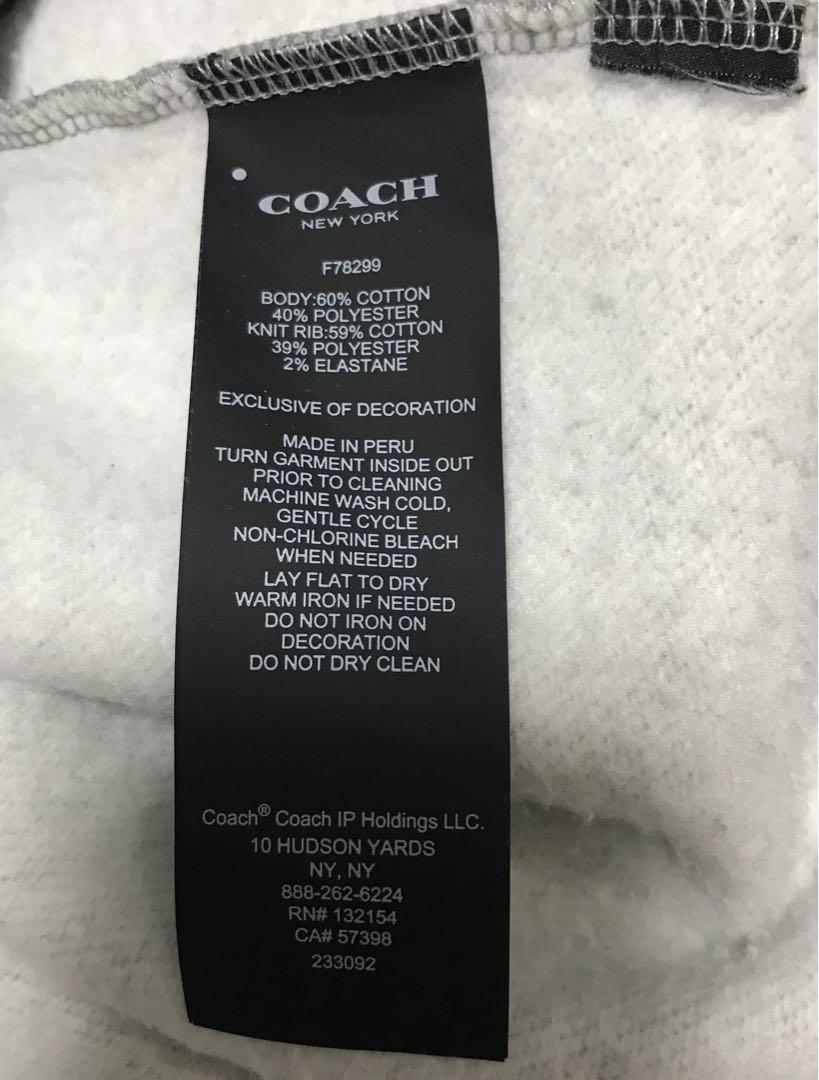 COACH
NEW YORK
F78299
BODY:60% COTTON
40% POLYESTER
KNIT RIB:59% COTTON
39% POLYESTER
2% ELASTANE
EXCLUSIVE OF DECORATION
MADE IN PERU
TURN GARMENT INSIDE OUT
PRIOR TO CLEANING
MACHINE WASH COLD,
GENTLE CYCLE
NON-CHLORINE BLEACH
WHEN NEEDED
LAY FLAT TO DRY
WARM IRON IF NEEDED
DO NOT IRON ON
DECORATION
DO NOT DRY CLEAN
Coach® Coach IP Holdings LLC.
10 HUDSON YARDS
NY, NY
888-262-6224
RN# 132154
CA# 57398
233092